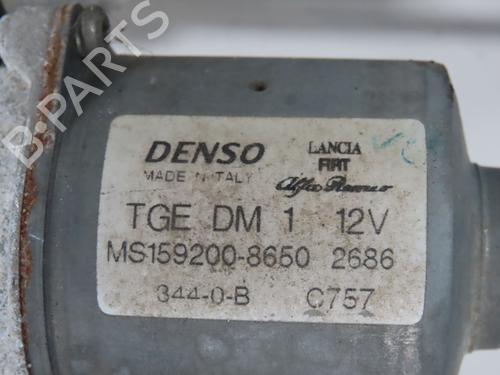 DENSO
MADE IN ITALY
LANCIA
FIAT
Alfa Romeo
TGE DM 1 12V
MS159200-8650 2686
344-0-B C757
B-PARTS